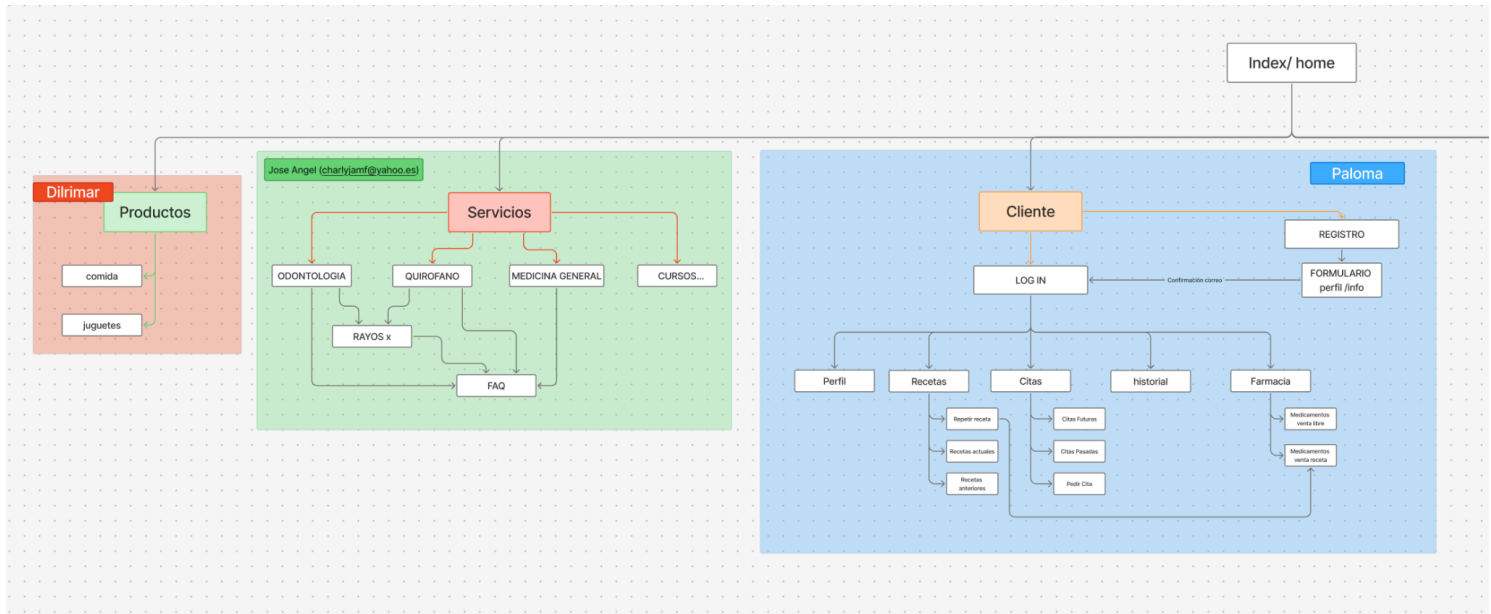 Index/ home
Dilrimar
Productos
comida
juguetes
Jose Angel (charlyjamf@yahoo.es)
Servicios
ODONTOLOGIA
QUIROFANO
MEDICINA GENERAL
CURSOS...
RAYOS x
FAQ
Paloma
Cliente
REGISTRO
FORMULARIO
perfil /info
Confirmación correo
LOG IN
Perfil
Recetas
Citas
historial
Farmacia
Repetir receta
Recetas actuales
Recetas
anteriores
Citas Futuras
Citas Pasadas
Pedir Cita
Medicamentos
venta libre
Medicamentos
venta receta